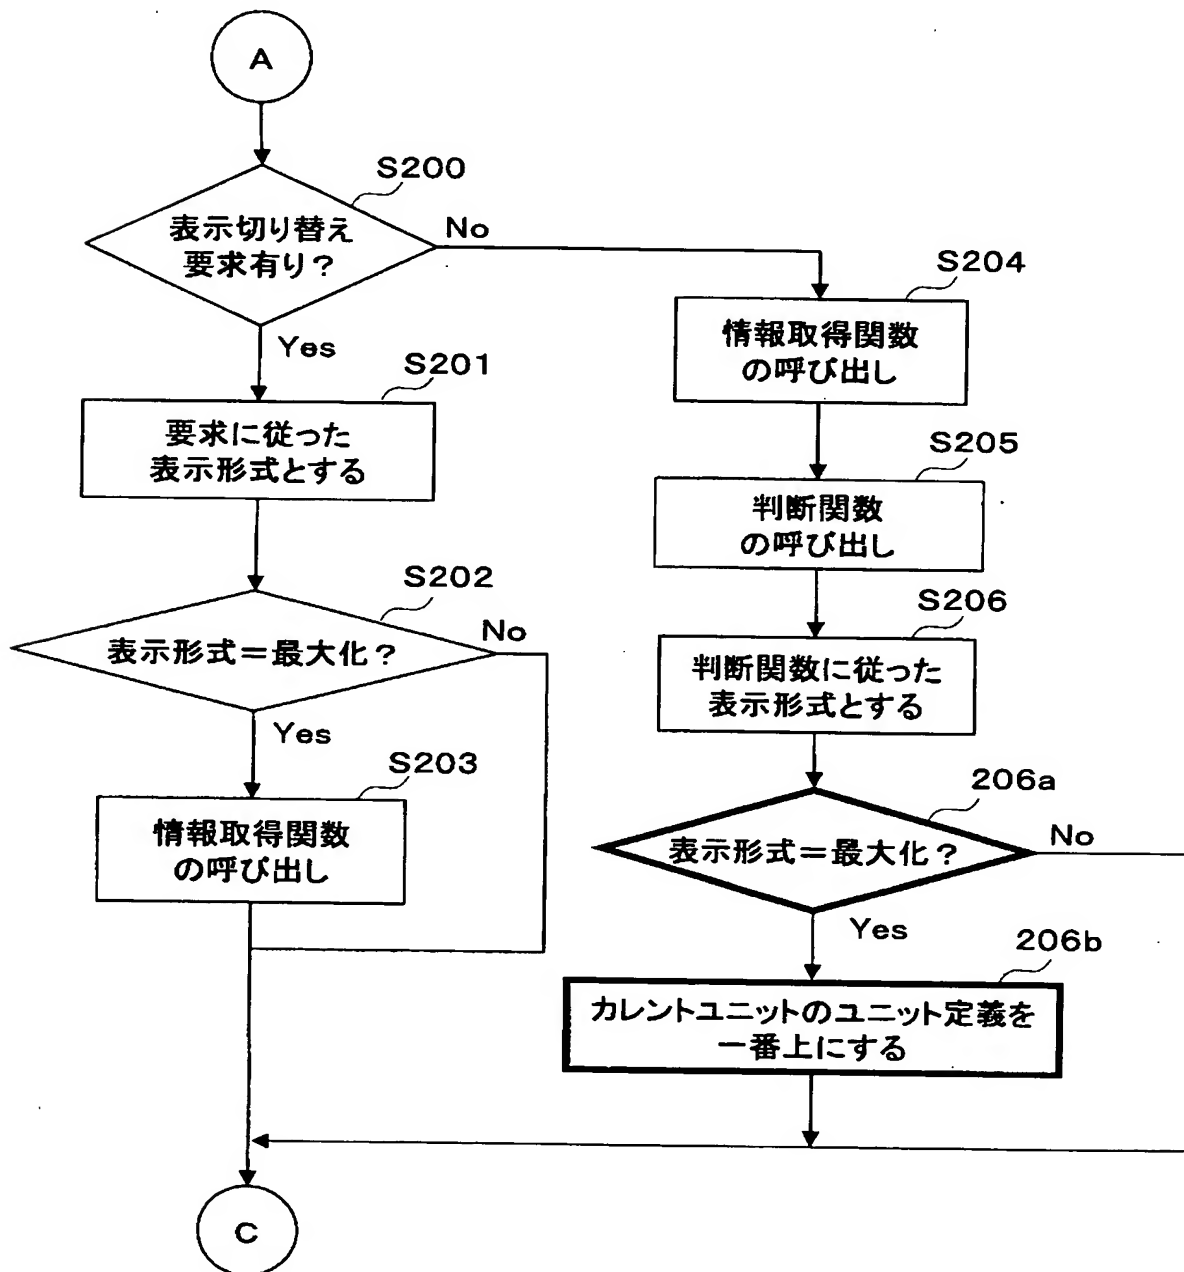 A
S200
表示切り替え
要求有り？
No
Yes
S201
要求に従った
表示形式とする
S202
表示形式＝最大化？
No
Yes
S203
情報取得関数
の呼び出し
S204
情報取得関数
の呼び出し
S205
判断関数
の呼び出し
S206
判断関数に従った
表示形式とする
206a
表示形式＝最大化？
No
Yes
206b
カレントユニットのユニット定義を
一番上にする
C